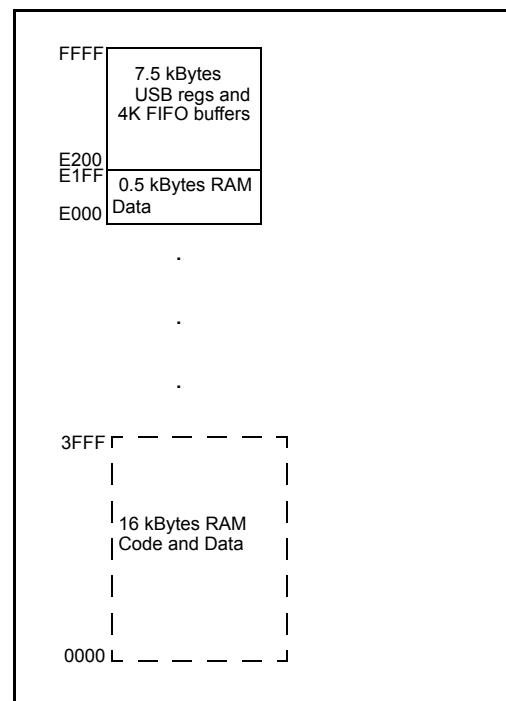 FFFF
7.5 kBytes
USB regs and
4K FIFO buffers
E200
E1FF
0.5 kBytes RAM
Data
E000
.
.
.
3FFF
16 kBytes RAM
Code and Data
0000